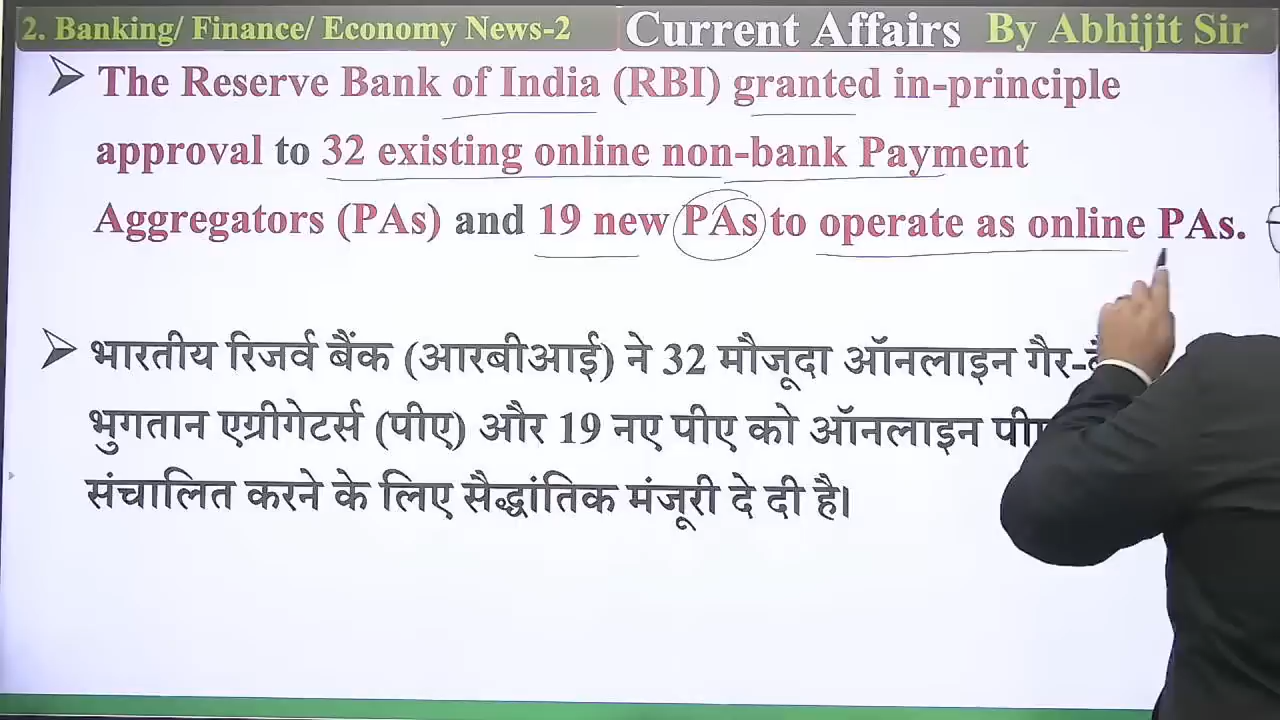 2. Banking/ Finance/ Economy News-2 Current Affairs By Abhijit Sir
The Reserve Bank of India (RBI) granted in-principle
approval to 32 existing online non-bank Payment
Aggregators (PAs) and 19 new PAs to operate as online PAs.
भारतीय रिजर्व बैंक (आरबीआई) ने 32 मौजूदा ऑनलाइन
भुगतान एग्रीगेटर्स (पीए) और 19 नए पीए को ऑनलाइन
संचालित करने के लिए सैद्धांतिक मंजूरी दे दी है।